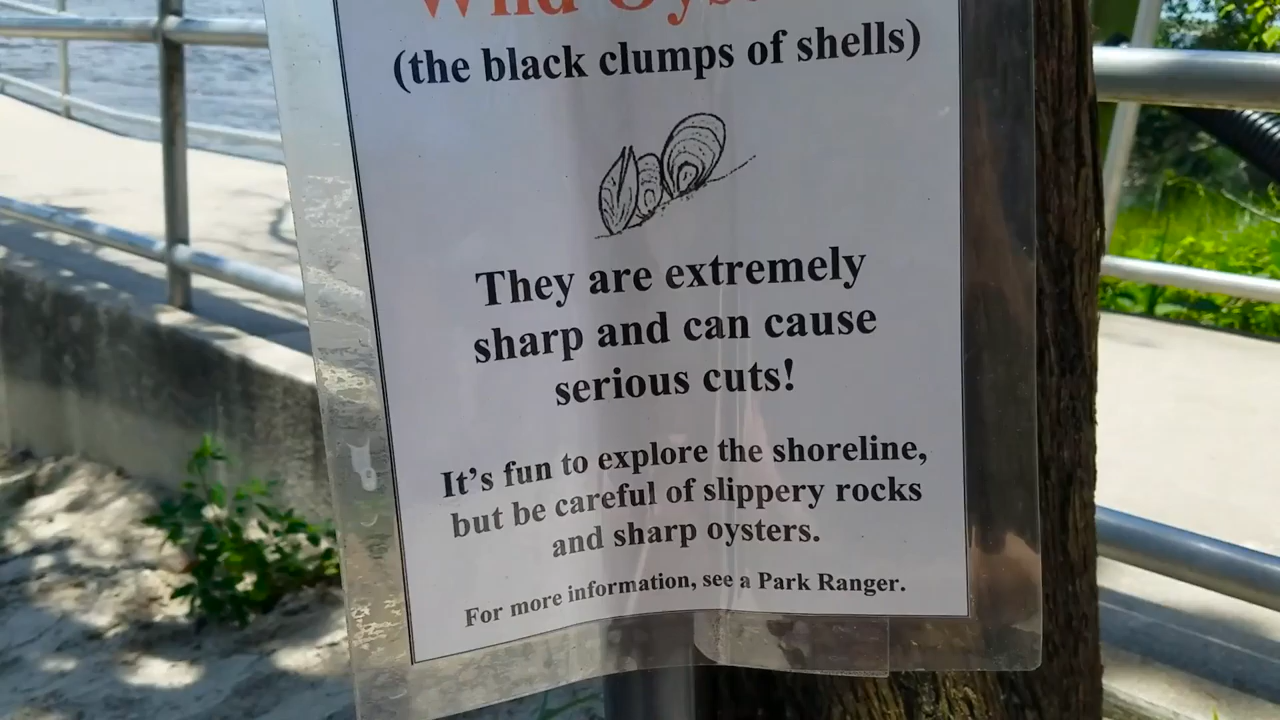 Wild
(the black clumps of shells)
They are extremely
sharp and can cause
serious cuts!
It's fun to explore the shoreline,
but be careful of slippery rocks
and sharp oysters.
For more information, see a Park Ranger.